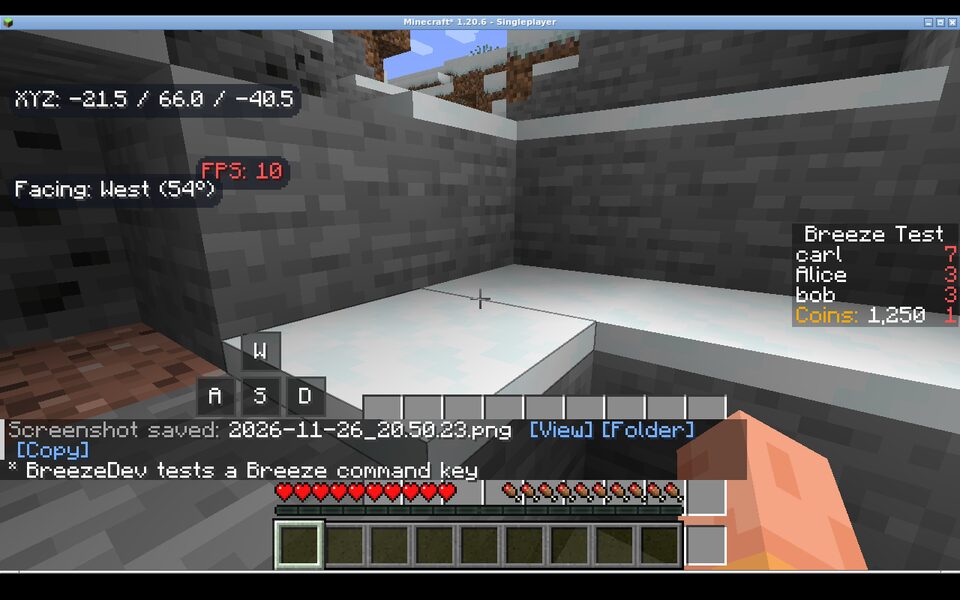 Minecraft* 1.20.6 - Singleplayer
XYZ: -21.5 / 66.0 / -40.5
FPS: 10
Facing: West (54°)
Breeze Test
carl 7
Alice 3
bob 3
Coins: 1,250 1
W
A S D
Screenshot saved: 2026-11-26_20.50.23.png [View] [Folder]
[Copy]
* BreezeDev tests a Breeze command key